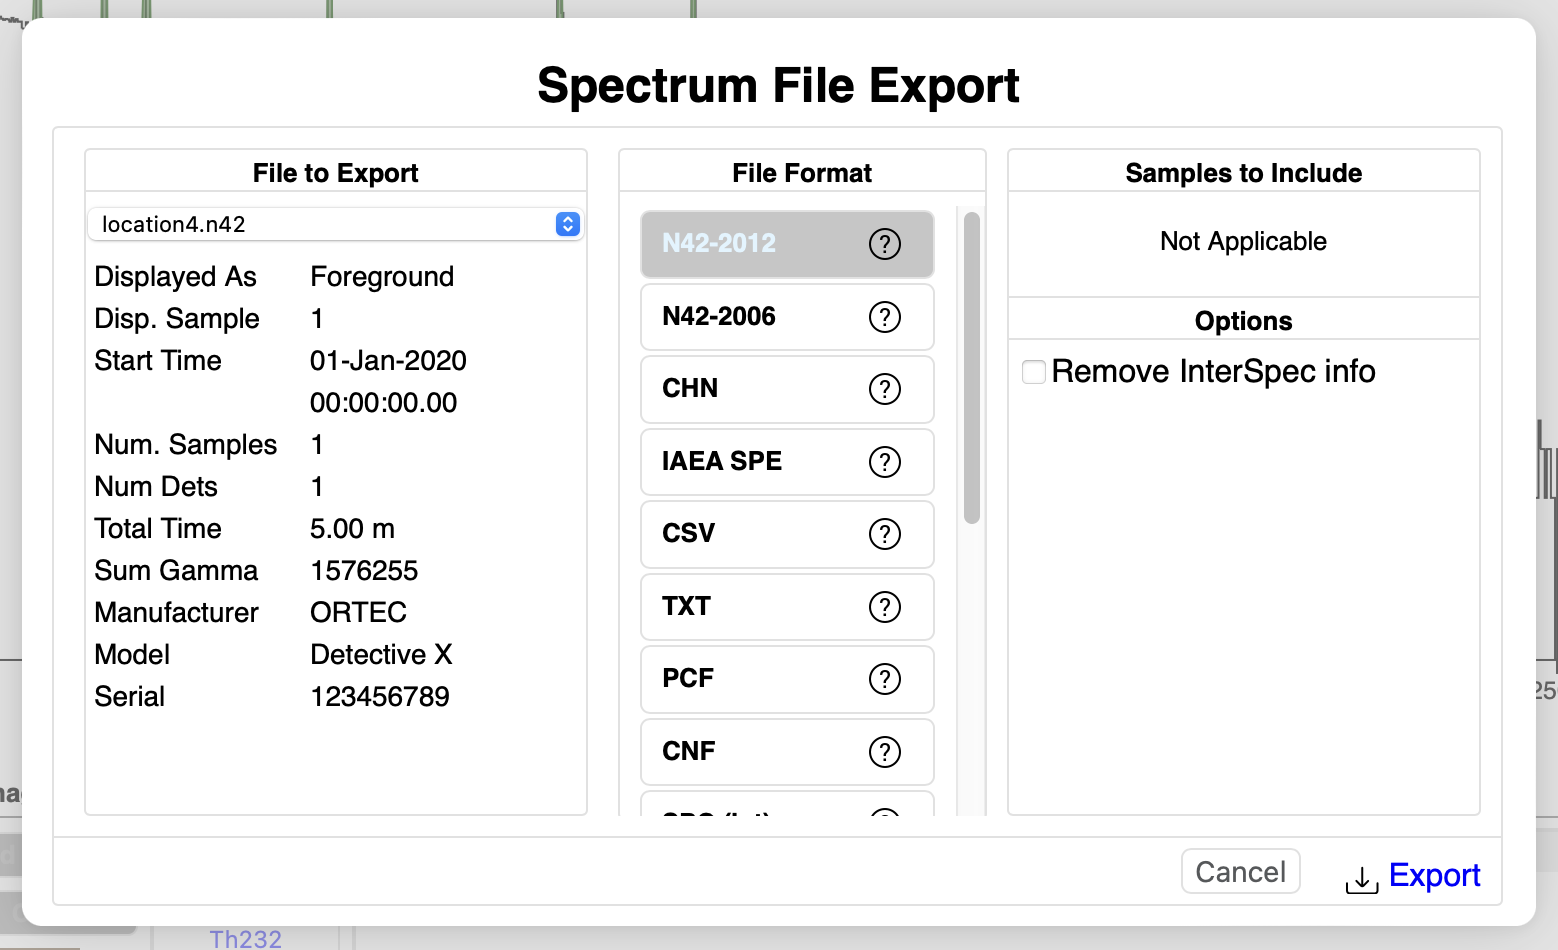 Spectrum File Export
File to Export
location4.n42
Displayed As Foreground
Disp. Sample 1
Start Time 01-Jan-2020
00:00:00.00
Num. Samples 1
Num Dets 1
Total Time 5.00 m
Sum Gamma 1576255
Manufacturer ORTEC
Model Detective X
Serial 123456789
File Format
N42-2012 ?
N42-2006 ?
CHN ?
IAEA SPE ?
CSV ?
TXT ?
PCF ?
CNF ?
Samples to Include
Not Applicable
Options
Remove InterSpec info
Cancel
Export
Th232